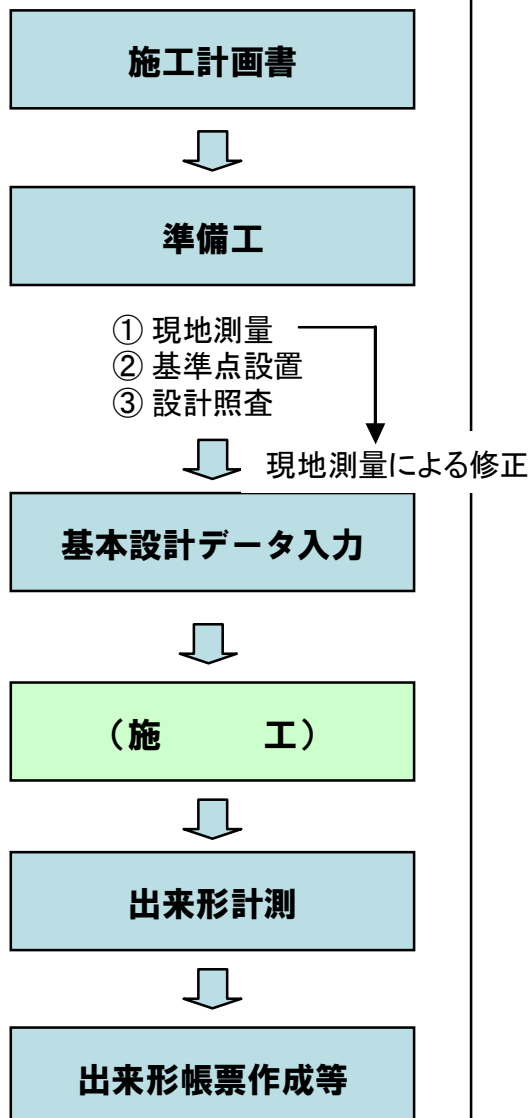 施工計画書
準備工
① 現地測量
② 基準点設置
③ 設計照査
現地測量による修正
基本設計データ入力
（施　　　工）
出来形計測
出来形帳票作成等